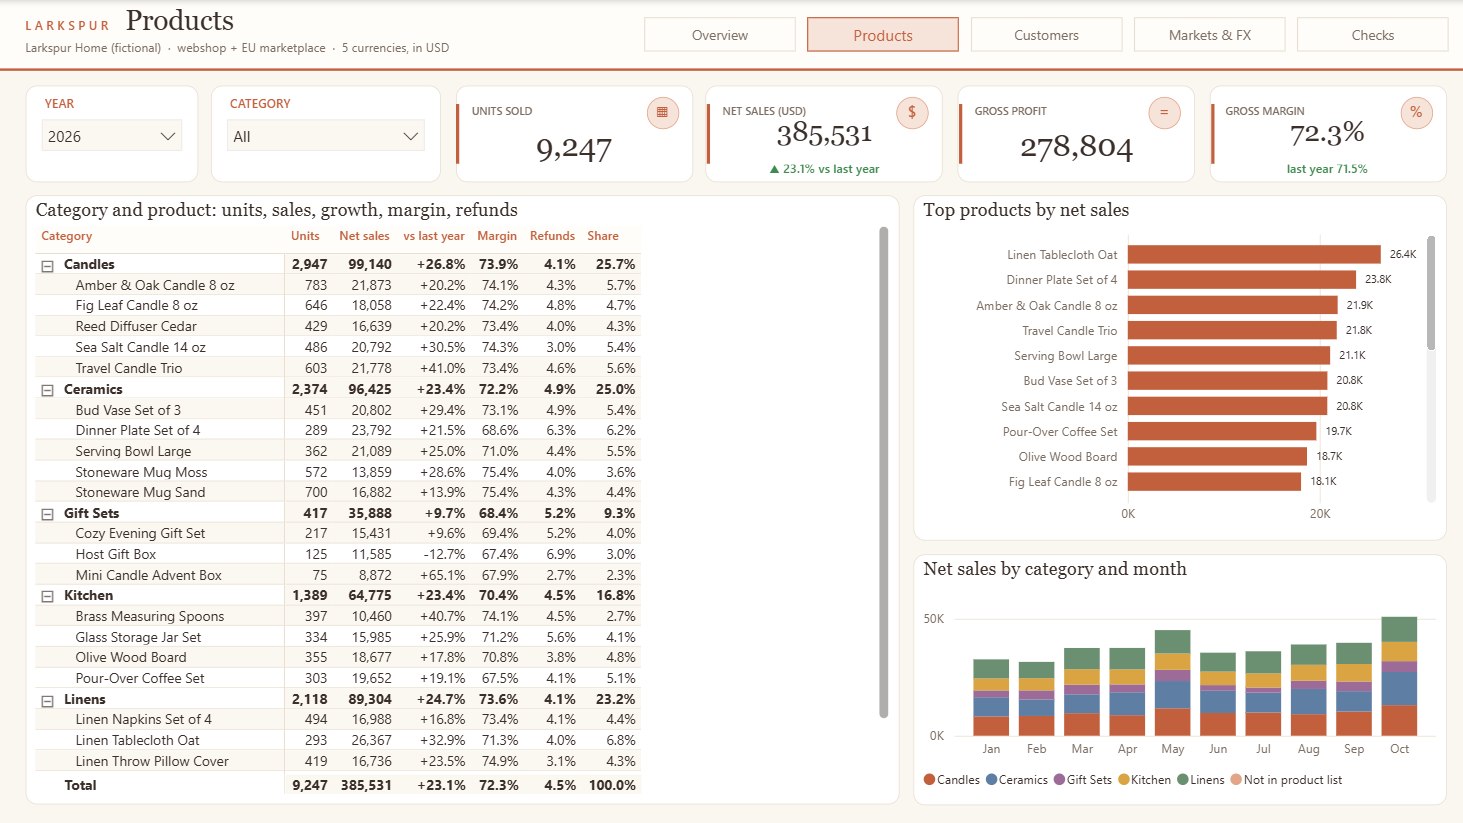 LARKSPUR Products
Larkspur Home (fictional) · webshop + EU marketplace · 5 currencies, in USD
Overview
Products
Customers
Markets & FX
Checks
YEAR
2026
CATEGORY
All
UNITS SOLD
▦
9,247
NET SALES (USD)
$
385,531
▲ 23.1% vs last year
GROSS PROFIT
=
278,804
GROSS MARGIN
%
72.3%
last year 71.5%
Category and product: units, sales, growth, margin, refunds
Category Units Net sales vs last year Margin Refunds Share
Candles 2,947 99,140 +26.8% 73.9% 4.1% 25.7%
Amber & Oak Candle 8 oz 783 21,873 +20.2% 74.1% 4.3% 5.7%
Fig Leaf Candle 8 oz 646 18,058 +22.4% 74.2% 4.8% 4.7%
Reed Diffuser Cedar 429 16,639 +20.2% 73.4% 4.0% 4.3%
Sea Salt Candle 14 oz 486 20,792 +30.5% 74.3% 3.0% 5.4%
Travel Candle Trio 603 21,778 +41.0% 73.4% 4.6% 5.6%
Ceramics 2,374 96,425 +23.4% 72.2% 4.9% 25.0%
Bud Vase Set of 3 451 20,802 +29.4% 73.1% 4.9% 5.4%
Dinner Plate Set of 4 289 23,792 +21.5% 68.6% 6.3% 6.2%
Serving Bowl Large 362 21,089 +25.0% 71.0% 4.4% 5.5%
Stoneware Mug Moss 572 13,859 +28.6% 75.4% 4.0% 3.6%
Stoneware Mug Sand 700 16,882 +13.9% 75.4% 4.3% 4.4%
Gift Sets 417 35,888 +9.7% 68.4% 5.2% 9.3%
Cozy Evening Gift Set 217 15,431 +9.6% 69.4% 5.2% 4.0%
Host Gift Box 125 11,585 -12.7% 67.4% 6.9% 3.0%
Mini Candle Advent Box 75 8,872 +65.1% 67.9% 2.7% 2.3%
Kitchen 1,389 64,775 +23.4% 70.4% 4.5% 16.8%
Brass Measuring Spoons 397 10,460 +40.7% 74.1% 4.5% 2.7%
Glass Storage Jar Set 334 15,985 +25.9% 71.2% 5.6% 4.1%
Olive Wood Board 355 18,677 +17.8% 70.8% 3.8% 4.8%
Pour-Over Coffee Set 303 19,652 +19.1% 67.5% 4.1% 5.1%
Linens 2,118 89,304 +24.7% 73.6% 4.1% 23.2%
Linen Napkins Set of 4 494 16,988 +16.8% 73.4% 4.1% 4.4%
Linen Tablecloth Oat 293 26,367 +32.9% 71.3% 4.0% 6.8%
Linen Throw Pillow Cover 419 16,736 +23.5% 74.9% 3.1% 4.3%
Total 9,247 385,531 +23.1% 72.3% 4.5% 100.0%
Top products by net sales
Linen Tablecloth Oat 26.4K
Dinner Plate Set of 4 23.8K
Amber & Oak Candle 8 oz 21.9K
Travel Candle Trio 21.8K
Serving Bowl Large 21.1K
Bud Vase Set of 3 20.8K
Sea Salt Candle 14 oz 20.8K
Pour-Over Coffee Set 19.7K
Olive Wood Board 18.7K
Fig Leaf Candle 8 oz 18.1K
0K 20K
Net sales by category and month
50K
0K
Jan Feb Mar Apr May Jun Jul Aug Sep Oct
Candles Ceramics Gift Sets Kitchen Linens Not in product list